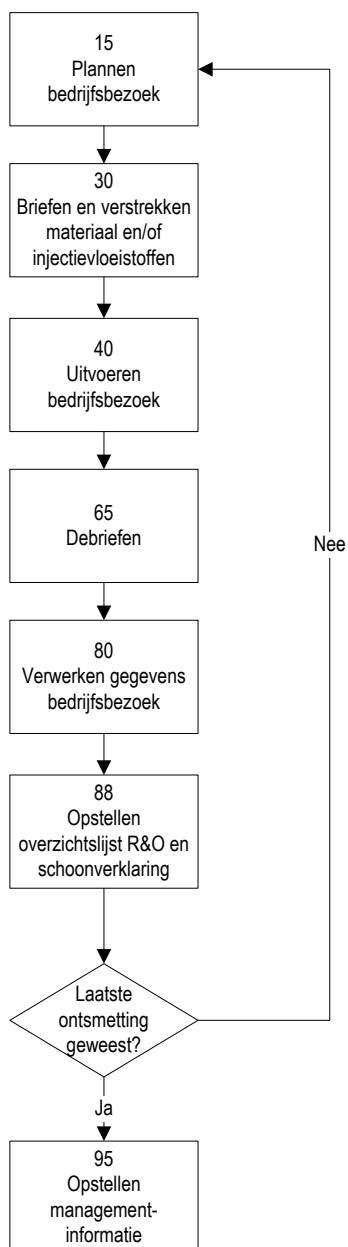 15
Plannen
bedrijfsbezoek
30
Briefen en verstrekken
materiaal en/of
injectievloeistoffen
40
Uitvoeren
bedrijfsbezoek
65
Debriefen
Nee
80
Verwerken gegevens
bedrijfsbezoek
88
Opstellen
overzichtslijst R&O en
schoonverklaring
Laatste
ontsmetting
geweest?
Ja
95
Opstellen
management-
informatie